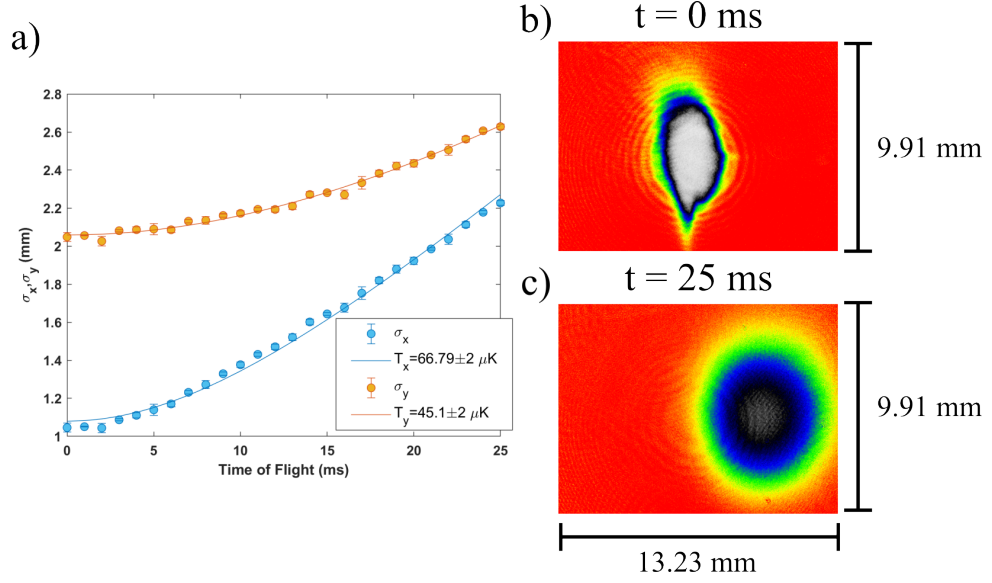 a)
2.8
2.6
2.4
2.2
2
1.8
1.6
1.4
1.2
1
σx,σy (mm)
0 5 10 15 20 25
Time of Flight (ms)
σx
Tx=66.79±2 μK
σy
Ty=45.1±2 μK
b)
t = 0 ms
9.91 mm
c)
t = 25 ms
9.91 mm
13.23 mm